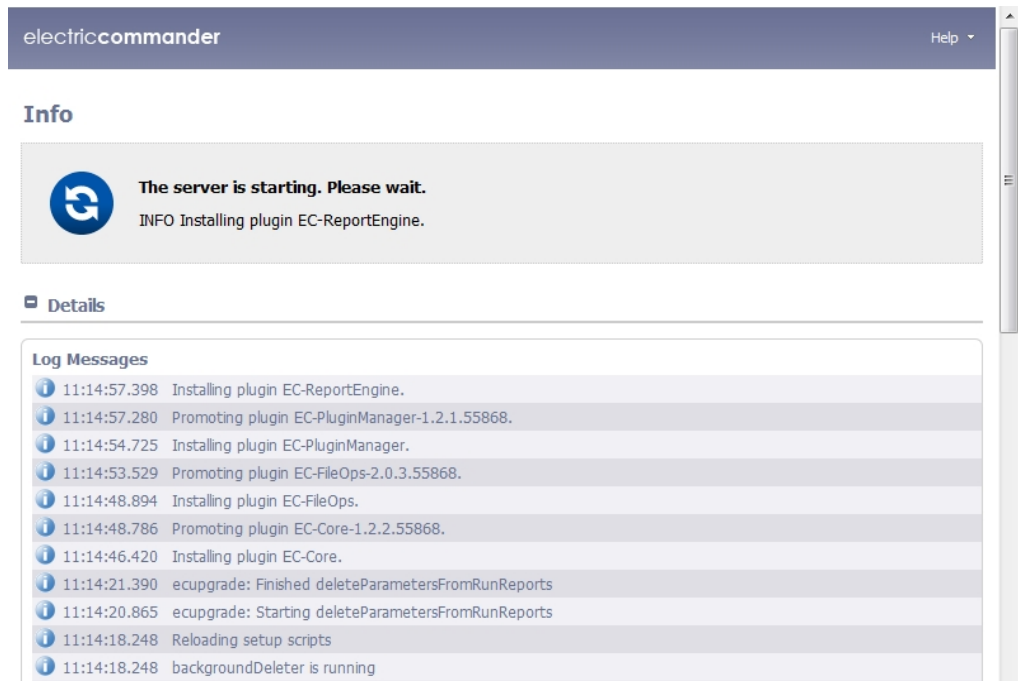 electriccommander
Help
Info
The server is starting. Please wait.
INFO Installing plugin EC-ReportEngine.
Details
Log Messages
11:14:57.398 Installing plugin EC-ReportEngine.
11:14:57.280 Promoting plugin EC-PluginManager-1.2.1.55868.
11:14:54.725 Installing plugin EC-PluginManager.
11:14:53.529 Promoting plugin EC-FileOps-2.0.3.55868.
11:14:48.894 Installing plugin EC-FileOps.
11:14:48.786 Promoting plugin EC-Core-1.2.2.55868.
11:14:46.420 Installing plugin EC-Core.
11:14:21.390 ecupgrade: Finished deleteParametersFromRunReports
11:14:20.865 ecupgrade: Starting deleteParametersFromRunReports
11:14:18.248 Reloading setup scripts
11:14:18.248 backgroundDeleter is running